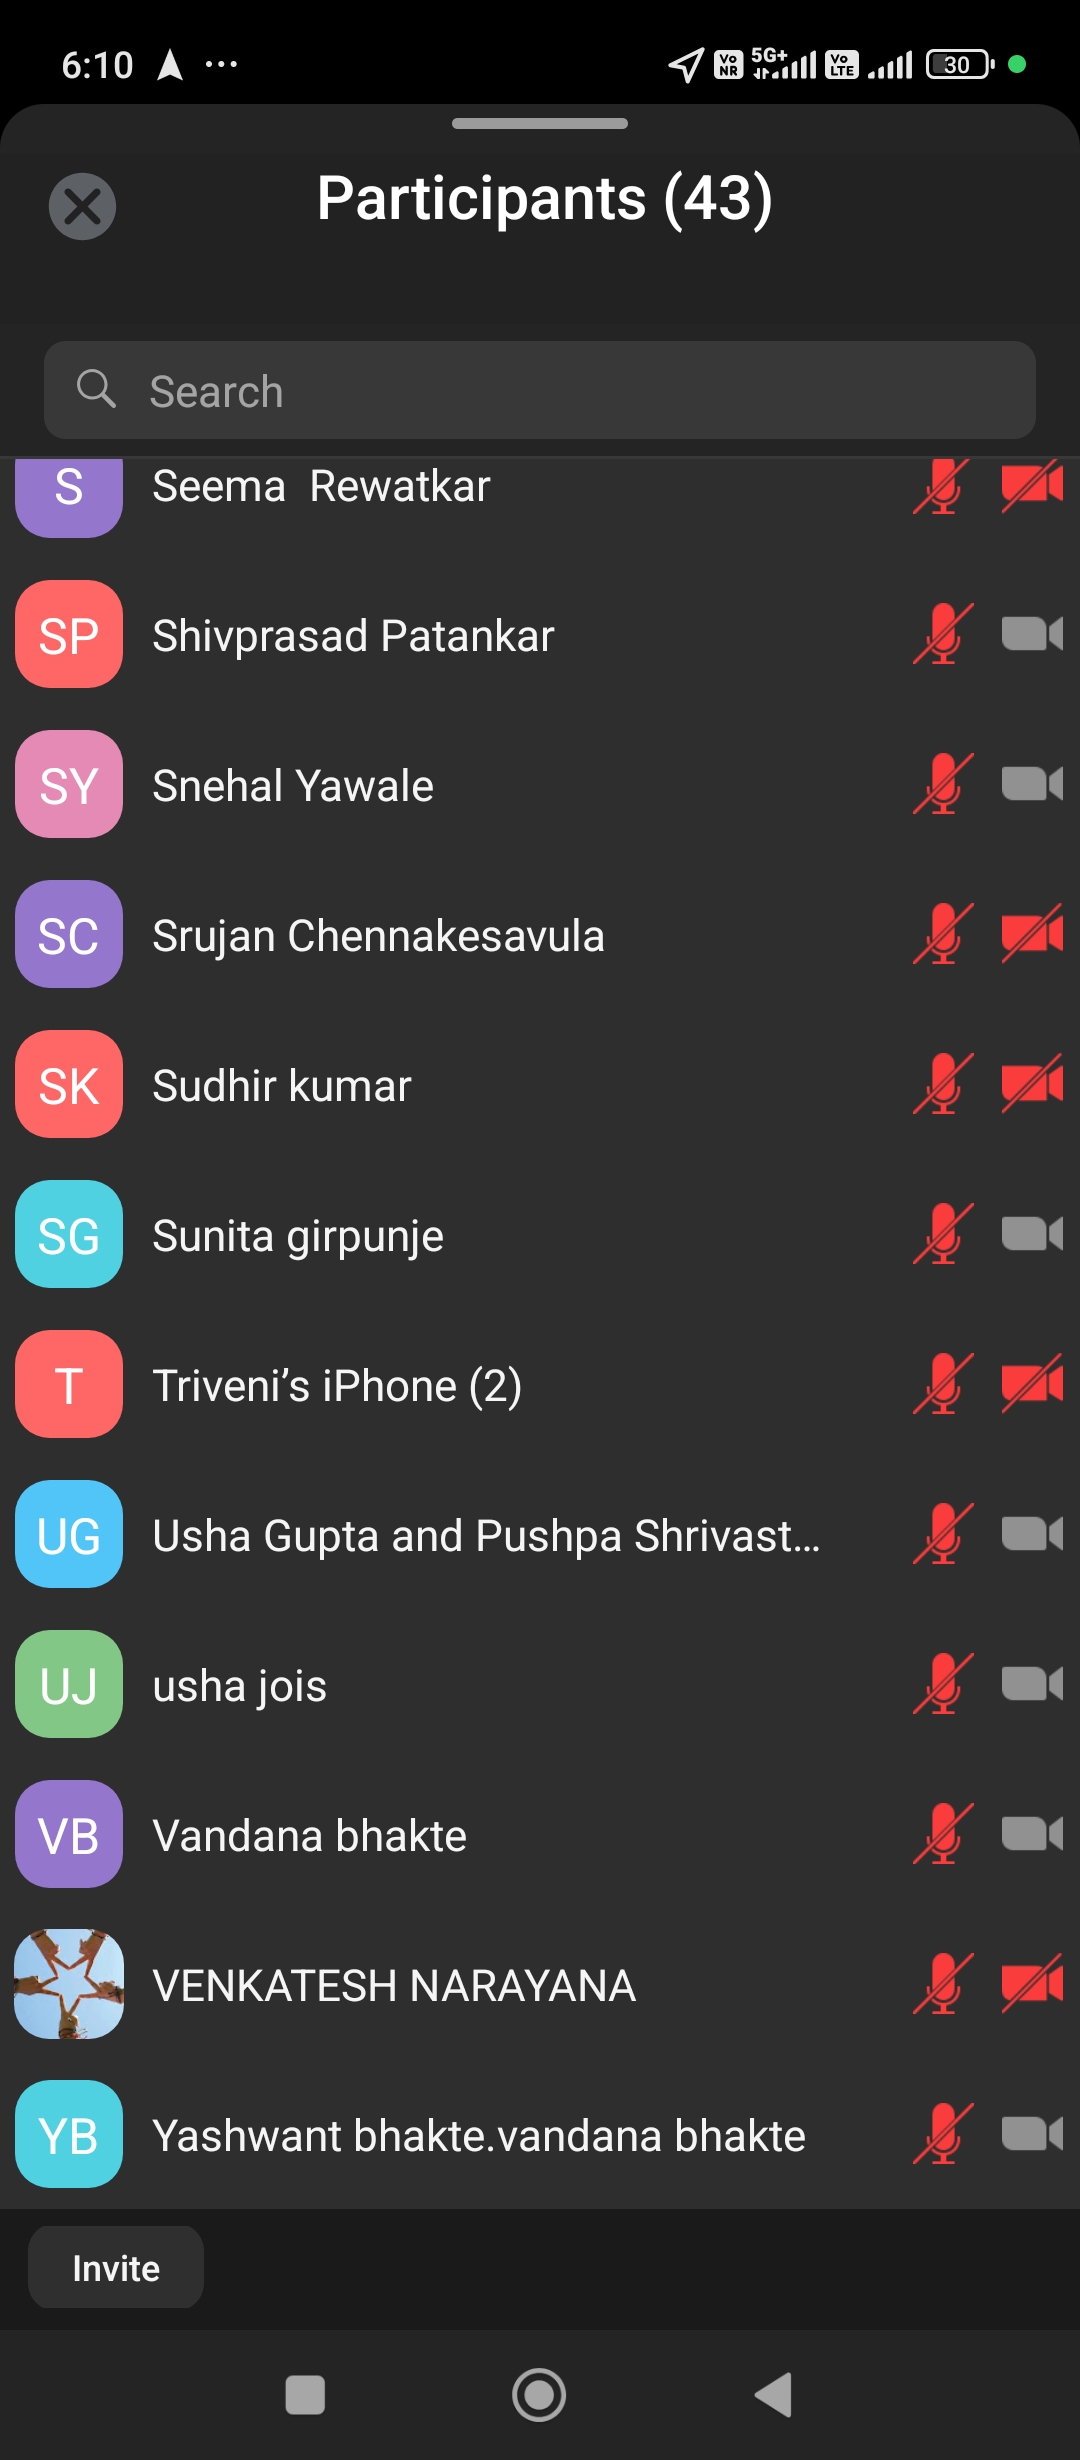 6:10 ... Vo NR 5G+ Vo LTE 30
Participants (43)
Search
S Seema  Rewatkar
SP Shivprasad Patankar
SY Snehal Yawale
SC Srujan Chennakesavula
SK Sudhir kumar
SG Sunita girpunje
T Triveni’s iPhone (2)
UG Usha Gupta and Pushpa Shrivast...
UJ usha jois
VB Vandana bhakte
VENKATESH NARAYANA
YB Yashwant bhakte.vandana bhakte
Invite